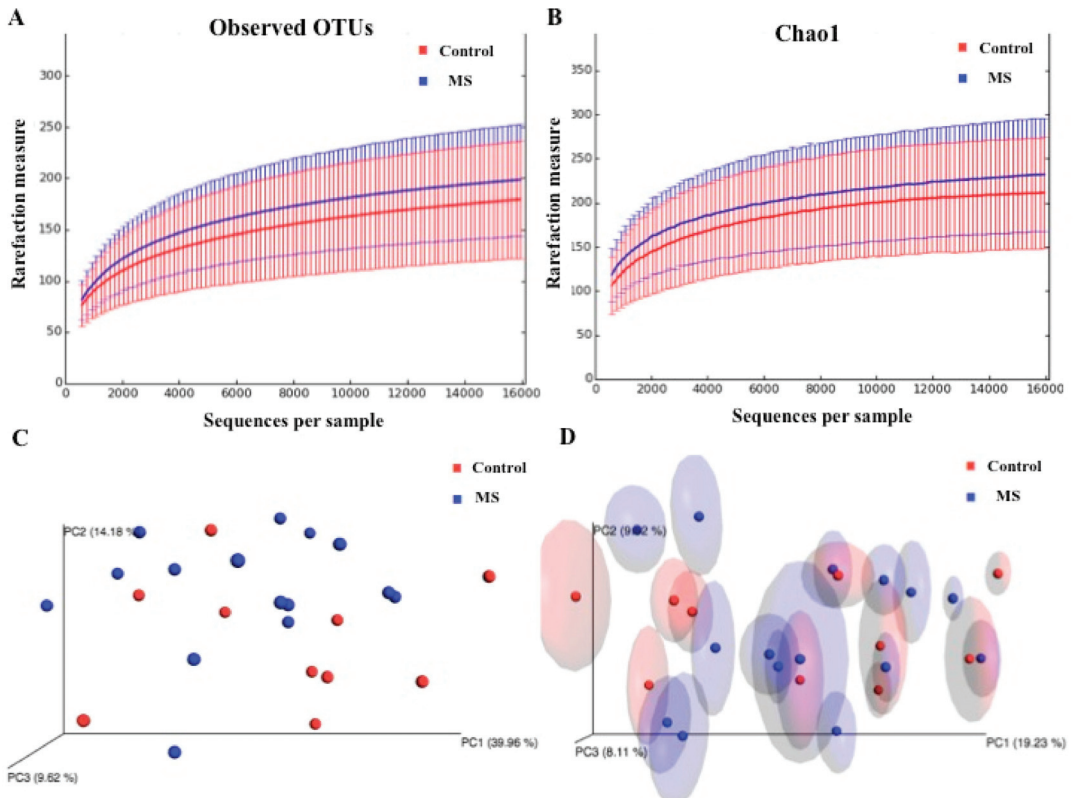 A
Observed OTUs
Control
MS
Rarefaction measure
300
250
200
150
100
50
0
0 2000 4000 6000 8000 10000 12000 14000 16000
Sequences per sample
B
Chao1
Control
MS
Rarefaction measure
350
300
250
200
150
100
50
0
0 2000 4000 6000 8000 10000 12000 14000 16000
Sequences per sample
C
Control
MS
PC2 (14.18 %)
PC1 (39.96 %)
PC3 (9.62 %)
D
Control
MS
PC2
PC1 (19.23 %)
PC3 (8.11 %)